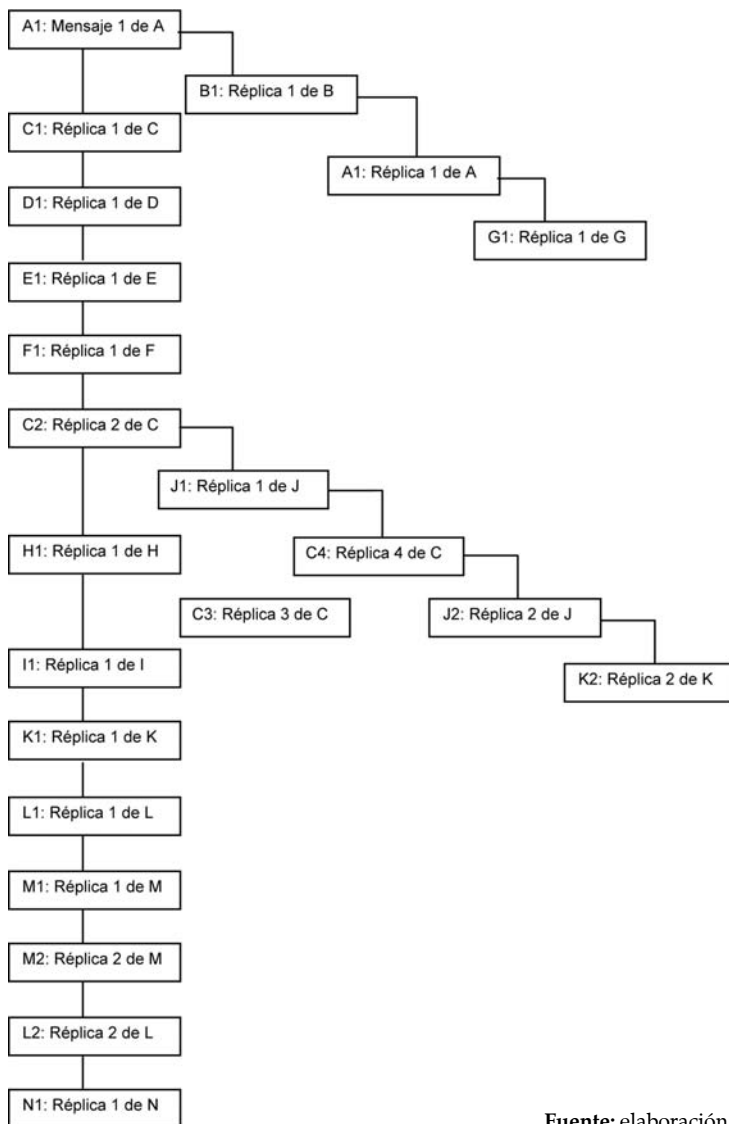 A1: Mensaje 1 de A
B1: Réplica 1 de B
C1: Réplica 1 de C
A1: Réplica 1 de A
D1: Réplica 1 de D
G1: Réplica 1 de G
E1: Réplica 1 de E
F1: Réplica 1 de F
C2: Réplica 2 de C
J1: Réplica 1 de J
H1: Réplica 1 de H
C4: Réplica 4 de C
C3: Réplica 3 de C
J2: Réplica 2 de J
I1: Réplica 1 de I
K2: Réplica 2 de K
K1: Réplica 1 de K
L1: Réplica 1 de L
M1: Réplica 1 de M
M2: Réplica 2 de M
L2: Réplica 2 de L
N1: Réplica 1 de N
Fuente: elaboración